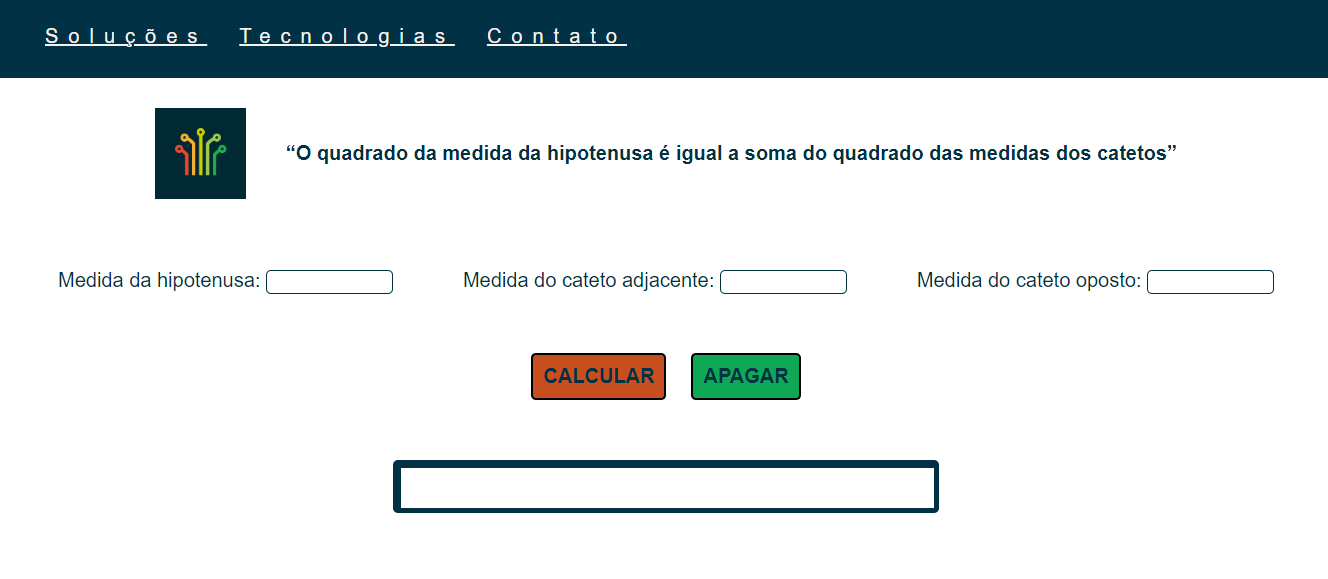 Soluções Tecnologias Contato
“O quadrado da medida da hipotenusa é igual a soma do quadrado das medidas dos catetos”
Medida da hipotenusa: Medida do cateto adjacente: Medida do cateto oposto:
CALCULAR APAGAR